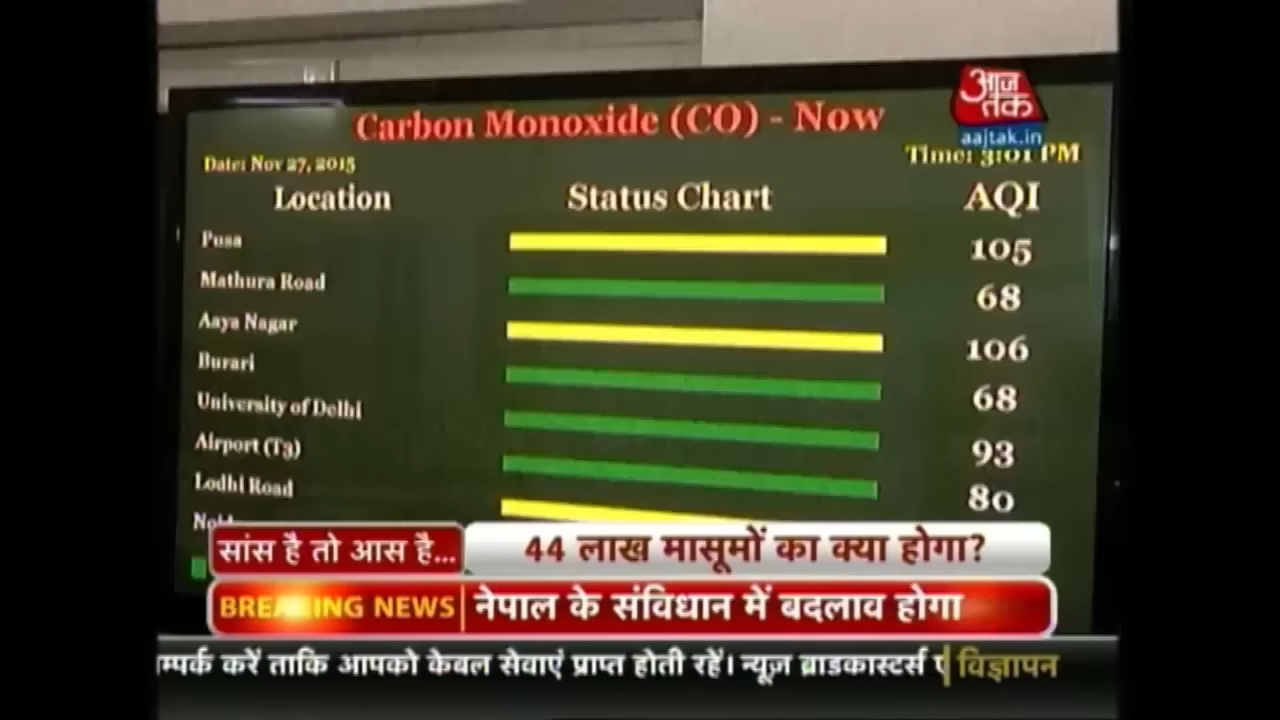 आज
तक
aajtak.in
Carbon Monoxide (CO) - Now
Date: Nov 27, 2015
Time: 3:01 PM
Location Status Chart AQI
Pusa 105
Mathura Road 68
Aaya Nagar 106
Burari 68
University of Delhi 93
Airport (T3) 80
Lodhi Road
सांस है तो आस है... 44 लाख मासूमों का क्या होगा?
BREAKING NEWS नेपाल के संविधान में बदलाव होगा
म्पर्क करें ताकि आपको केबल सेवाएं प्राप्त होती रहें। न्यूज़ ब्राडकास्टर्स विज्ञापन